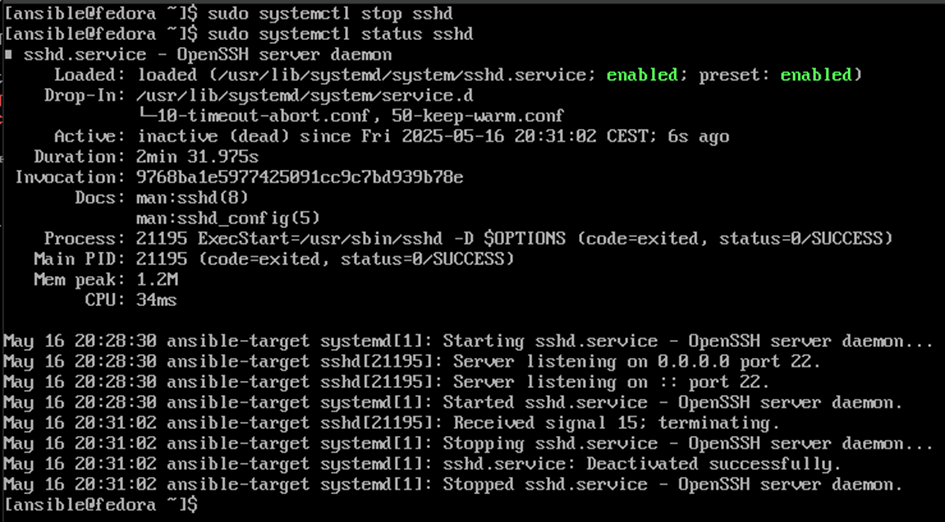 [ansible@fedora ~]$ sudo systemctl stop sshd
[ansible@fedora ~]$ sudo systemctl status sshd
■ sshd.service - OpenSSH server daemon
     Loaded: loaded (/usr/lib/systemd/system/sshd.service; enabled; preset: enabled)
    Drop-In: /usr/lib/systemd/system/service.d
             └─10-timeout-abort.conf, 50-keep-warm.conf
     Active: inactive (dead) since Fri 2025-05-16 20:31:02 CEST; 6s ago
   Duration: 2min 31.975s
 Invocation: 9768ba1e5977425091cc9c7bd939b78e
       Docs: man:sshd(8)
             man:sshd_config(5)
    Process: 21195 ExecStart=/usr/sbin/sshd -D $OPTIONS (code=exited, status=0/SUCCESS)
   Main PID: 21195 (code=exited, status=0/SUCCESS)
   Mem peak: 1.2M
        CPU: 34ms

May 16 20:28:30 ansible-target systemd[1]: Starting sshd.service - OpenSSH server daemon...
May 16 20:28:30 ansible-target sshd[21195]: Server listening on 0.0.0.0 port 22.
May 16 20:28:30 ansible-target sshd[21195]: Server listening on :: port 22.
May 16 20:28:30 ansible-target systemd[1]: Started sshd.service - OpenSSH server daemon.
May 16 20:31:02 ansible-target sshd[21195]: Received signal 15; terminating.
May 16 20:31:02 ansible-target systemd[1]: Stopping sshd.service - OpenSSH server daemon...
May 16 20:31:02 ansible-target systemd[1]: sshd.service: Deactivated successfully.
May 16 20:31:02 ansible-target systemd[1]: Stopped sshd.service - OpenSSH server daemon.
[ansible@fedora ~]$